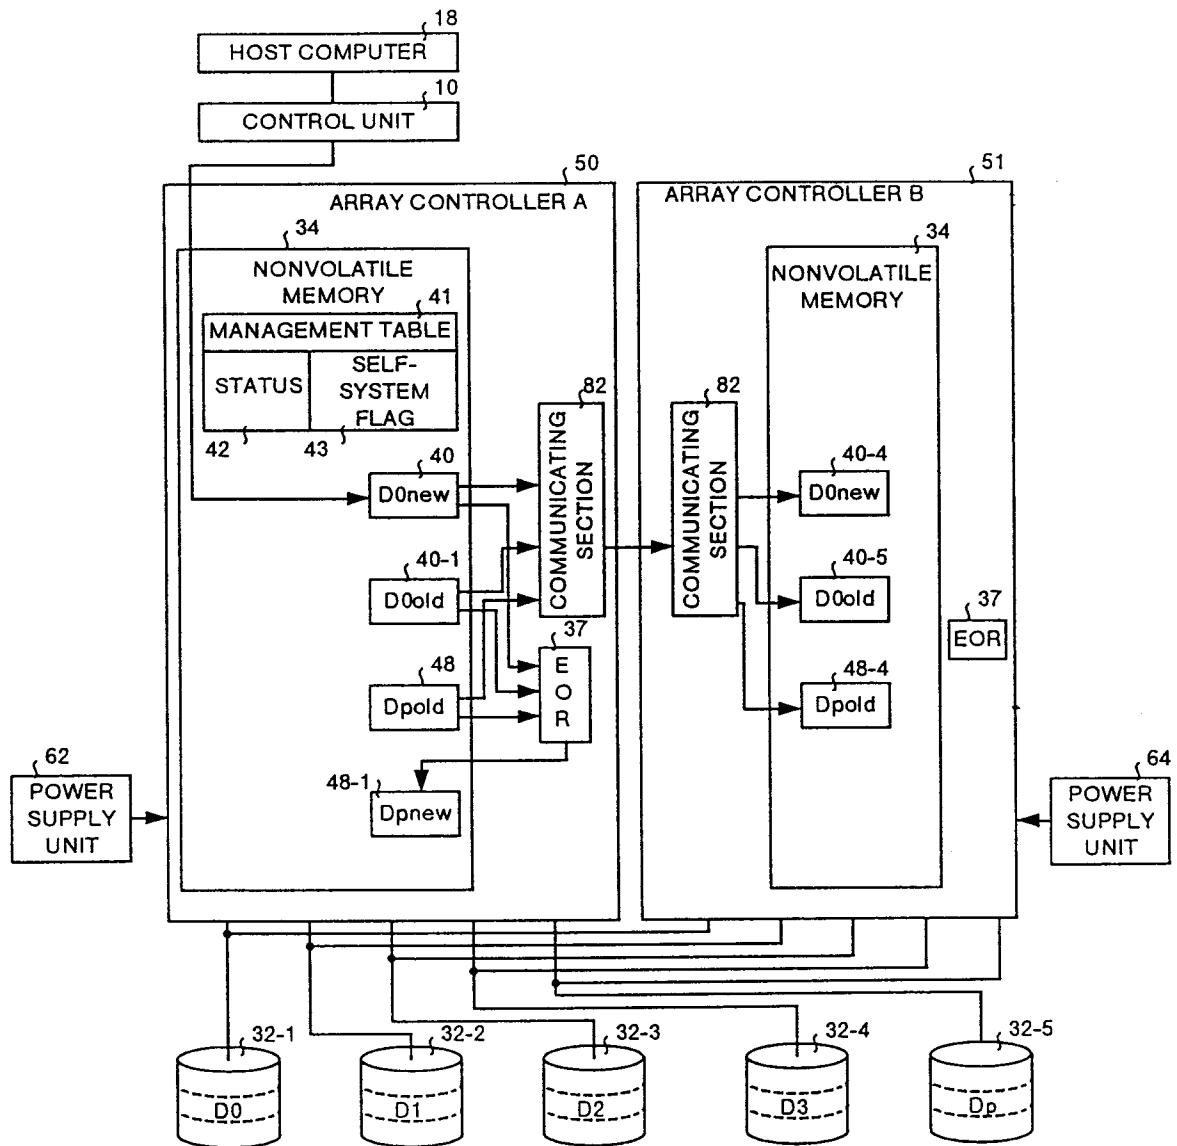 18
HOST COMPUTER
10
CONTROL UNIT
50
51
ARRAY CONTROLLER A
ARRAY CONTROLLER B
34
34
NONVOLATILE
MEMORY
NONVOLATILE
MEMORY
41
MANAGEMENT TABLE
STATUS
SELF-
SYSTEM
FLAG
42
43
82
COMMUNICATING
SECTION
82
COMMUNICATING
SECTION
40
D0new
40-4
D0new
40-1
D0old
40-5
D0old
37
EOR
37
EOR
48
Dpold
48-4
Dpold
48-1
Dpnew
62
POWER
SUPPLY
UNIT
64
POWER
SUPPLY
UNIT
32-1
32-2
32-3
32-4
32-5
D0
D1
D2
D3
Dp